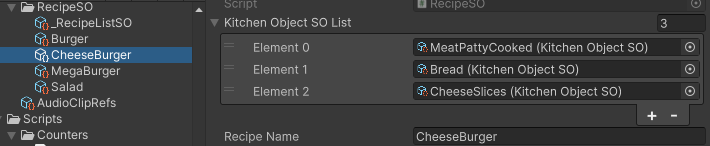 RecipeSO
_RecipeListSO
Burger
CheeseBurger
MegaBurger
Salad
AudioClipRefs
Scripts
Counters
RecipeSO
Kitchen Object SO List
3
Element 0 MeatPattyCooked (Kitchen Object SO)
Element 1 Bread (Kitchen Object SO)
Element 2 CheeseSlices (Kitchen Object SO)
+ -
Recipe Name CheeseBurger